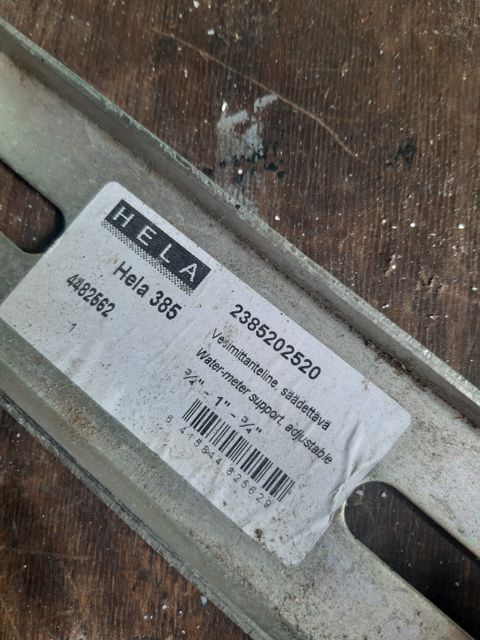 HELA
Hela 385
2385202520
4482562
Vesimittariteline, säädettävä
1
Water-meter support, adjustable
¾" - 1" - ¾"
6 415844 825629